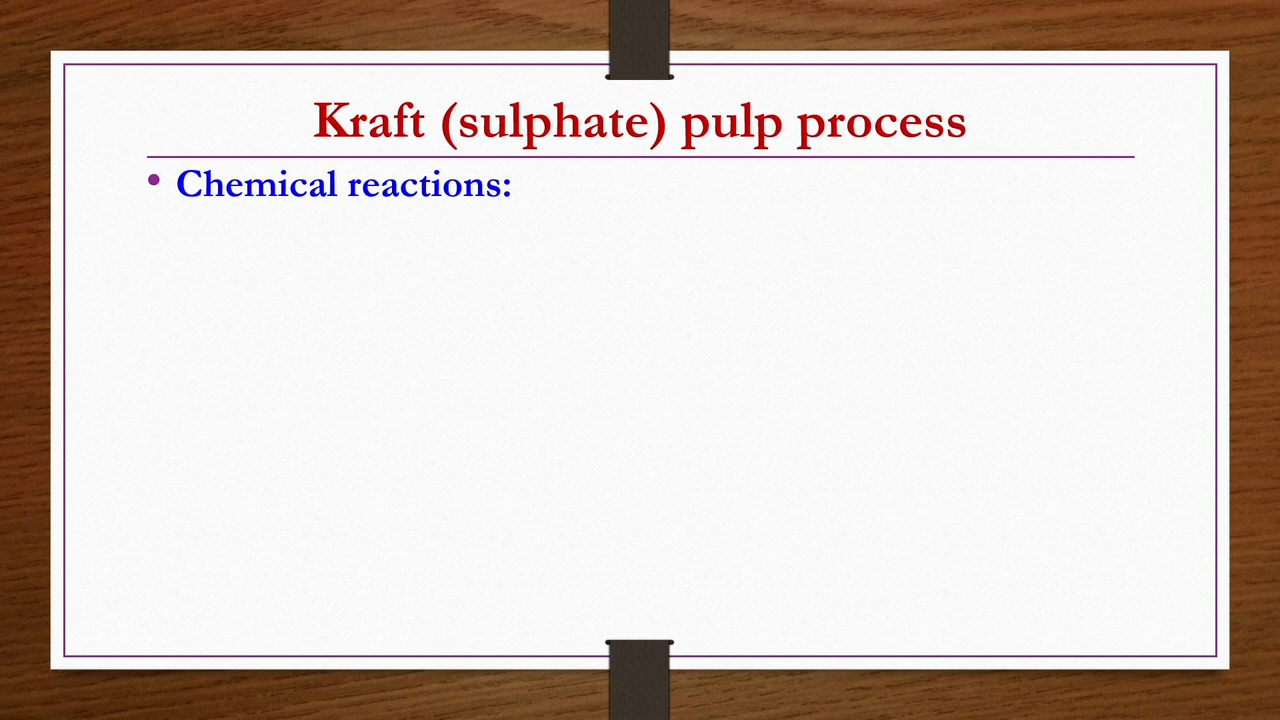 Kraft (sulphate) pulp process
• Chemical reactions: